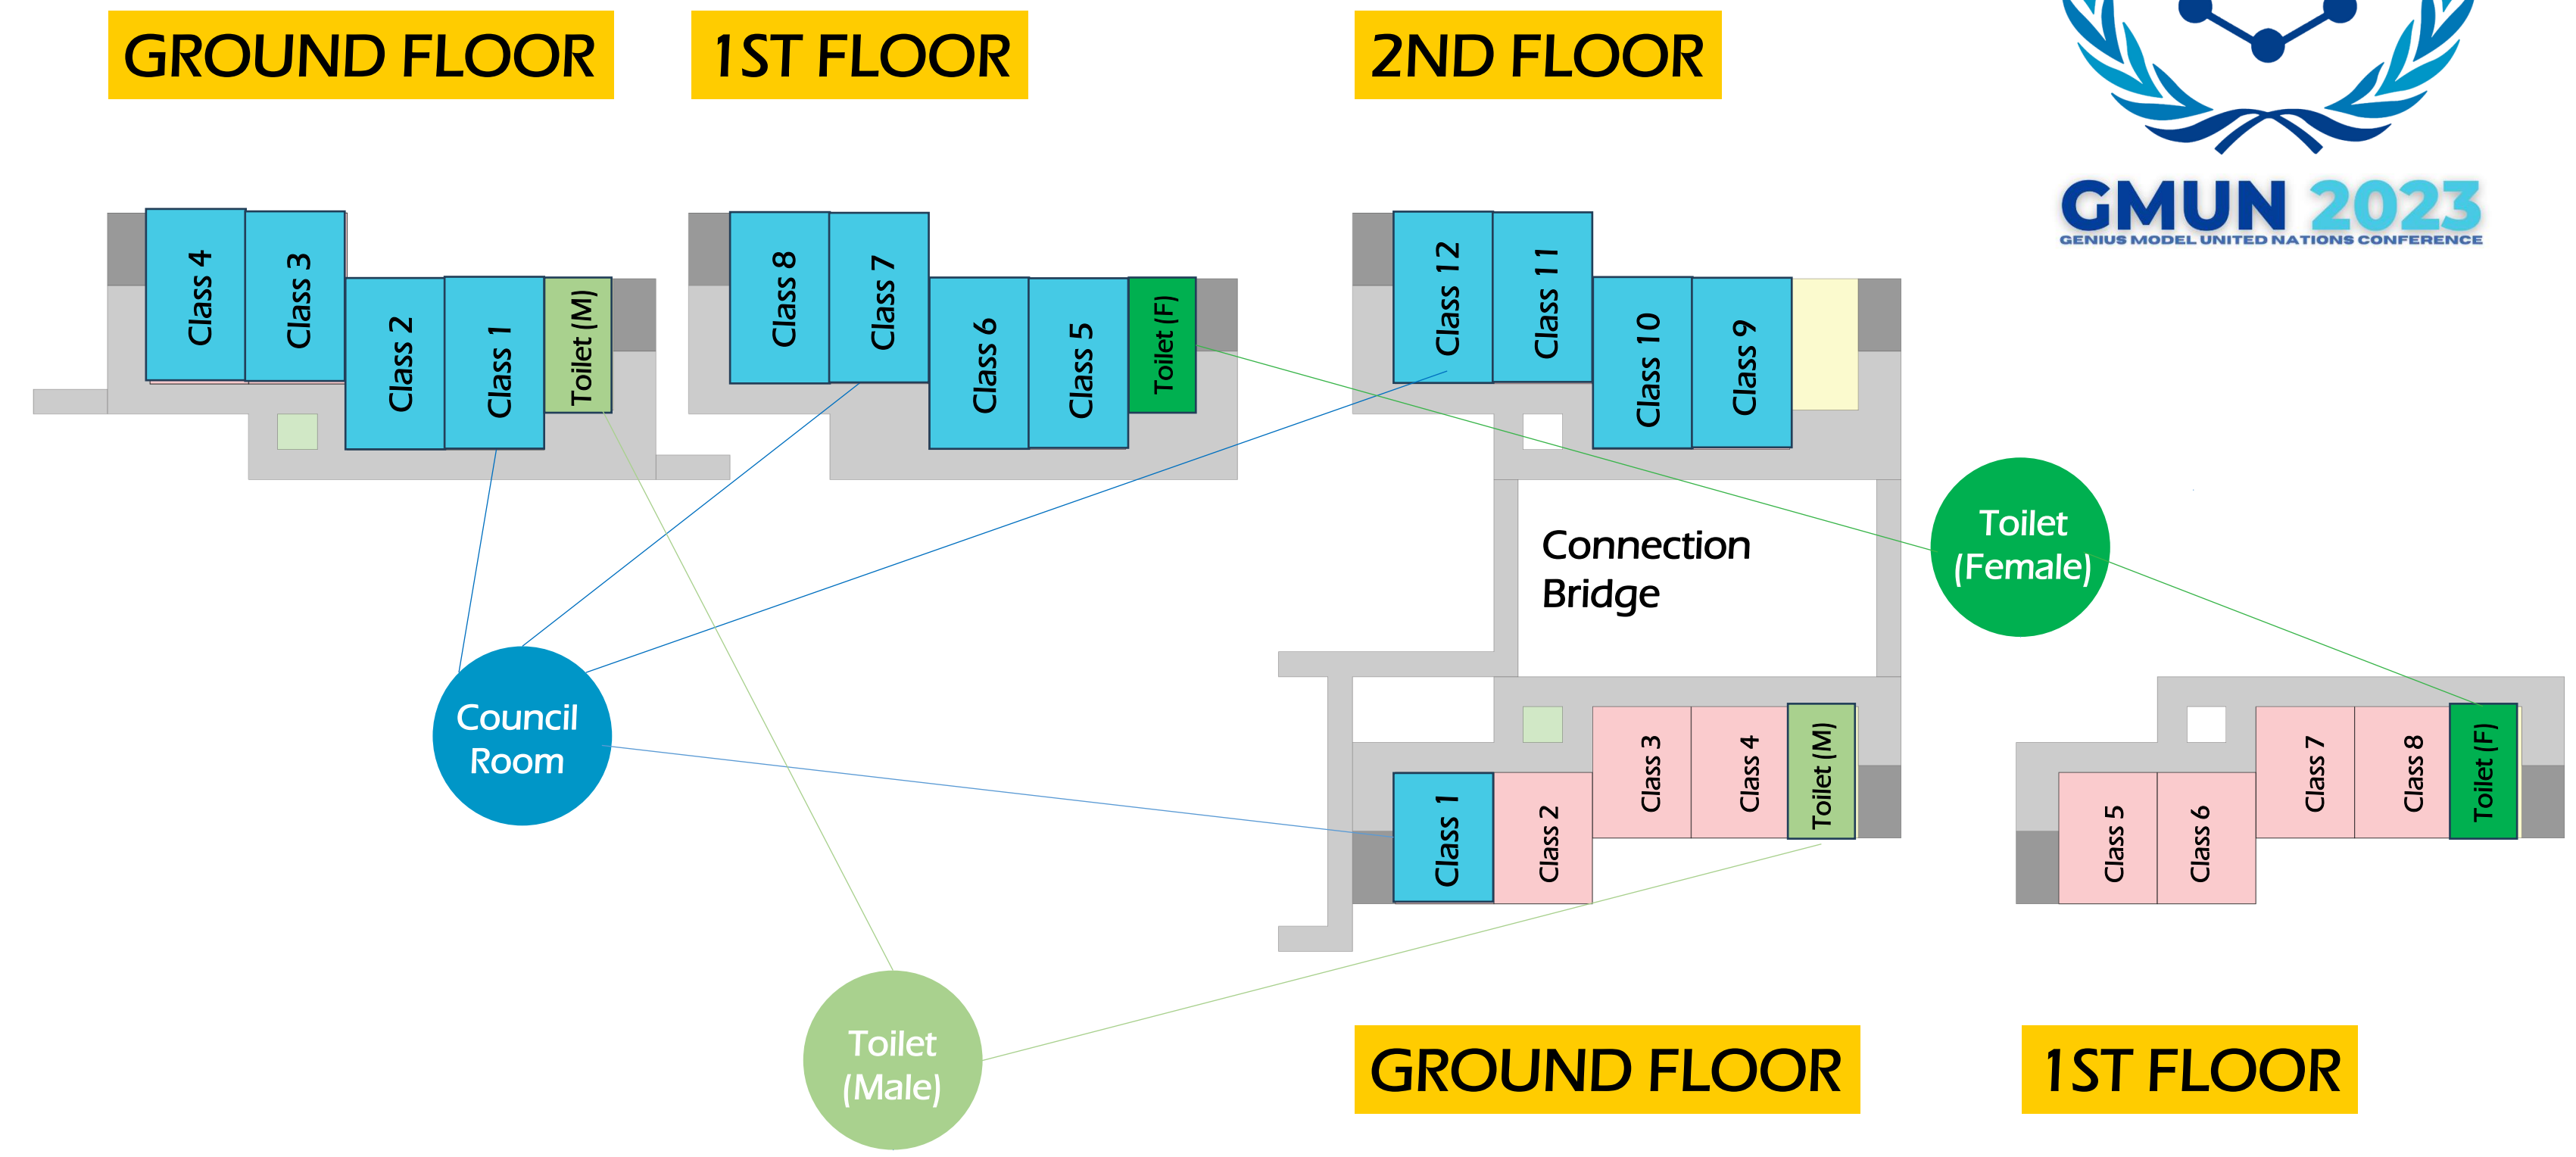 GROUND FLOOR
1ST FLOOR
2ND FLOOR
GMUN 2023
GENIUS MODEL UNITED NATIONS CONFERENCE
Class 4
Class 3
Class 2
Class 1
Toilet (M)
Class 8
Class 7
Class 6
Class 5
Toilet (F)
Class 12
Class 11
Class 10
Class 9
Connection
Bridge
Toilet
(Female)
Council
Room
Class 1
Class 2
Class 3
Class 4
Toilet (M)
Class 5
Class 6
Class 7
Class 8
Toilet (F)
Toilet
(Male)
GROUND FLOOR
1ST FLOOR